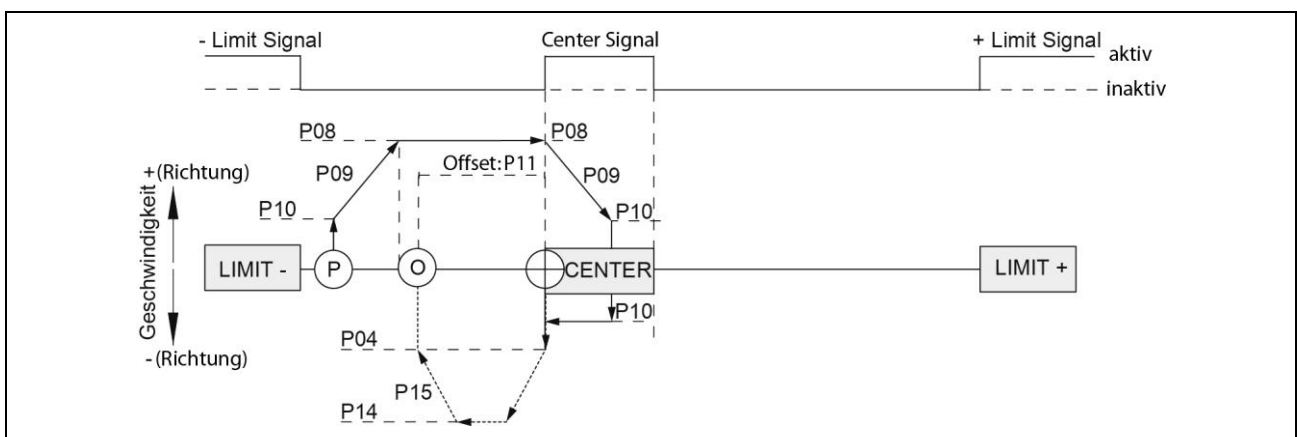 - Limit Signal
Center Signal
+ Limit Signal
aktiv
inaktiv
P08
P08
Offset:P11
P09
P09
+(Richtung)
P10
P10
Geschwindigkeit
LIMIT -
P
O
CENTER
LIMIT +
P10
-(Richtung)
P04
P15
P14